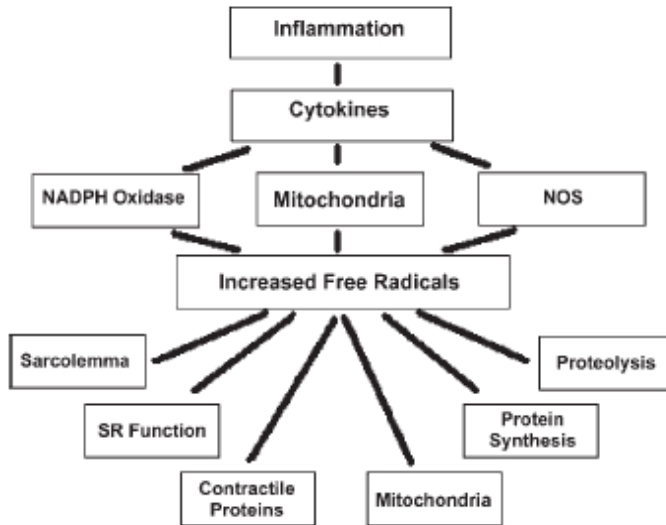 Inflammation
Cytokines
NADPH Oxidase
Mitochondria
NOS
Increased Free Radicals
Sarcolemma
Proteolysis
SR Function
Protein
Synthesis
Contractile
Proteins
Mitochondria